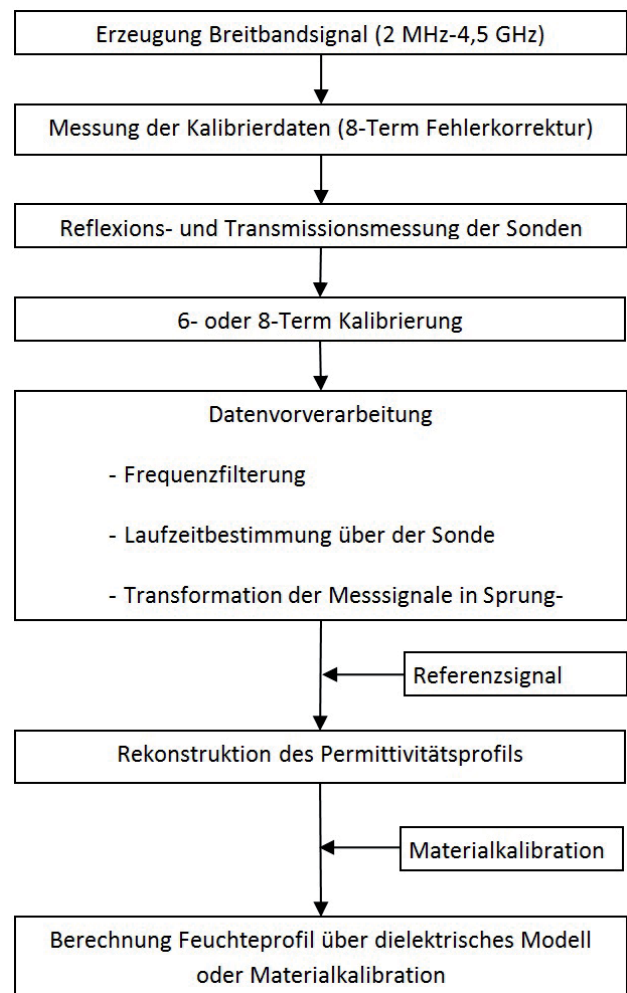 Erzeugung Breitbandsignal (2 MHz-4,5 GHz)
Messung der Kalibrierdaten (8-Term Fehlerkorrektur)
Reflexions- und Transmissionsmessung der Sonden
6- oder 8-Term Kalibrierung
Datenvorverarbeitung
- Frequenzfilterung
- Laufzeitbestimmung über der Sonde
- Transformation der Messsignale in Sprung-
Referenzsignal
Rekonstruktion des Permittivitätsprofils
Materialkalibration
Berechnung Feuchteprofil über dielektrisches Modell
oder Materialkalibration